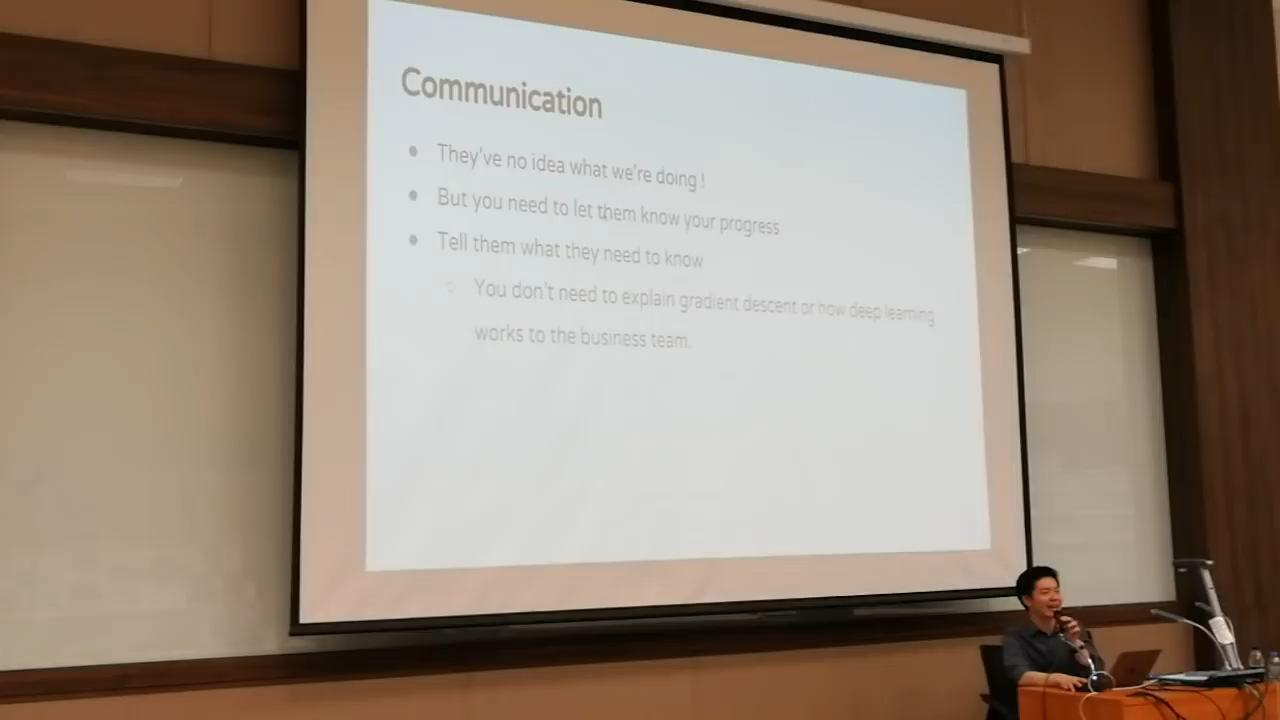 Communication
They've no idea what we're doing !
But you need to let them know your progress
Tell them what they need to know
You don't need to explain gradient descent or how deep learning
works to the business team.